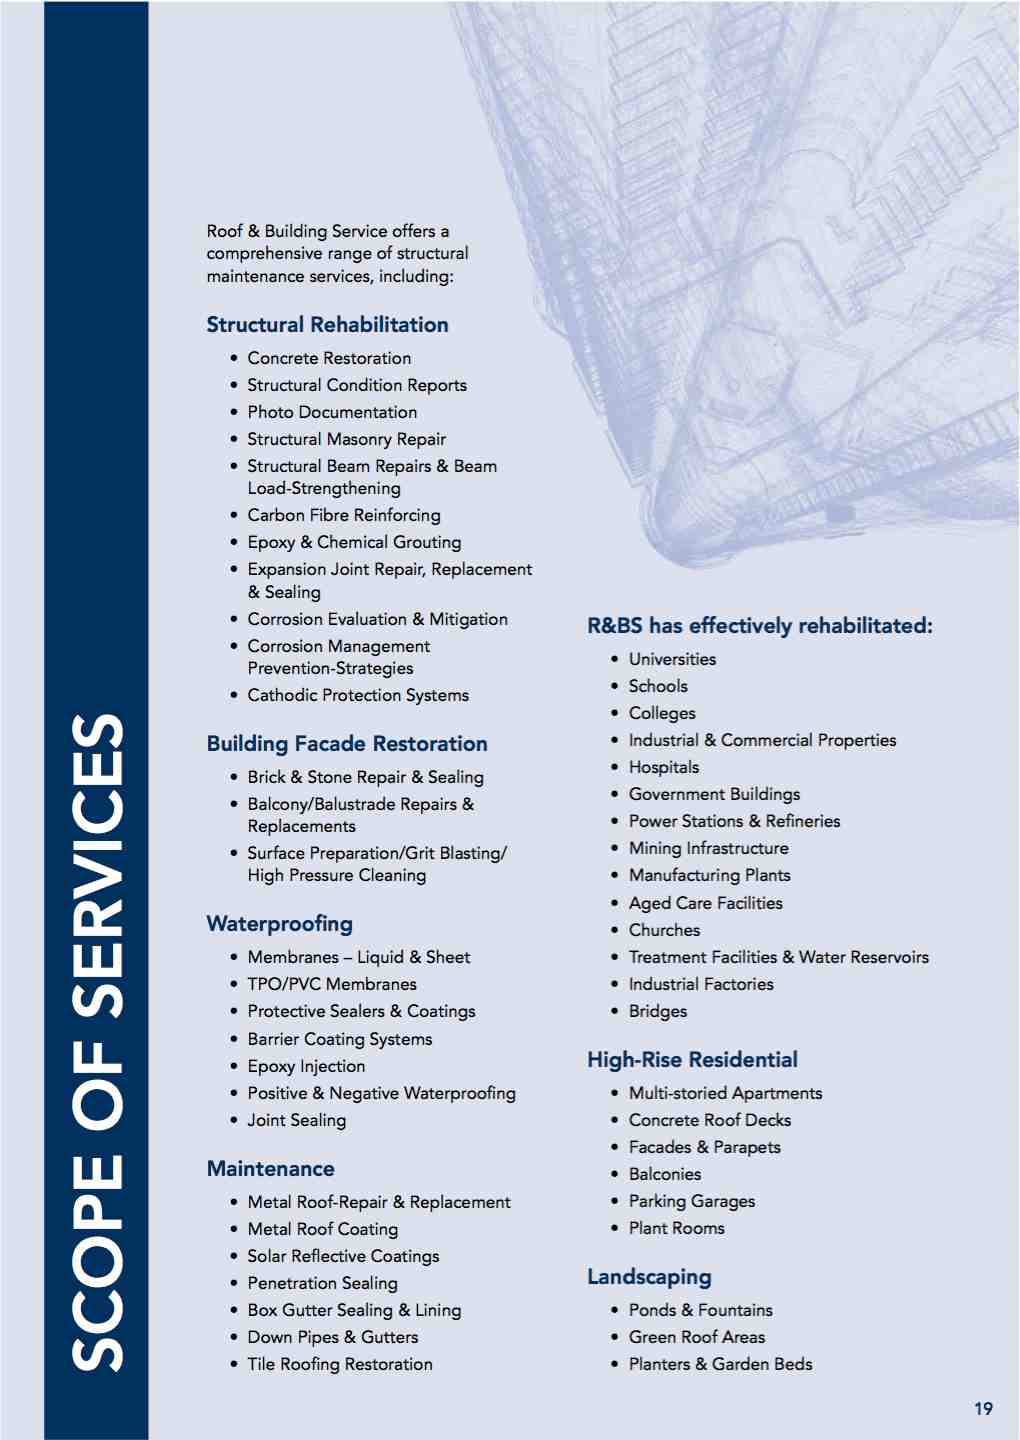 SCOPE OF SERVICES
Roof & Building Service offers a
comprehensive range of structural
maintenance services, including:
Structural Rehabilitation
• Concrete Restoration
• Structural Condition Reports
• Photo Documentation
• Structural Masonry Repair
• Structural Beam Repairs & Beam
Load-Strengthening
• Carbon Fibre Reinforcing
• Epoxy & Chemical Grouting
• Expansion Joint Repair, Replacement
& Sealing
• Corrosion Evaluation & Mitigation
• Corrosion Management
Prevention-Strategies
• Cathodic Protection Systems
Building Facade Restoration
• Brick & Stone Repair & Sealing
• Balcony/Balustrade Repairs &
Replacements
• Surface Preparation/Grit Blasting/
High Pressure Cleaning
Waterproofing
• Membranes – Liquid & Sheet
• TPO/PVC Membranes
• Protective Sealers & Coatings
• Barrier Coating Systems
• Epoxy Injection
• Positive & Negative Waterproofing
• Joint Sealing
Maintenance
• Metal Roof-Repair & Replacement
• Metal Roof Coating
• Solar Reflective Coatings
• Penetration Sealing
• Box Gutter Sealing & Lining
• Down Pipes & Gutters
• Tile Roofing Restoration
R&BS has effectively rehabilitated:
• Universities
• Schools
• Colleges
• Industrial & Commercial Properties
• Hospitals
• Government Buildings
• Power Stations & Refineries
• Mining Infrastructure
• Manufacturing Plants
• Aged Care Facilities
• Churches
• Treatment Facilities & Water Reservoirs
• Industrial Factories
• Bridges
High-Rise Residential
• Multi-storied Apartments
• Concrete Roof Decks
• Facades & Parapets
• Balconies
• Parking Garages
• Plant Rooms
Landscaping
• Ponds & Fountains
• Green Roof Areas
• Planters & Garden Beds
19